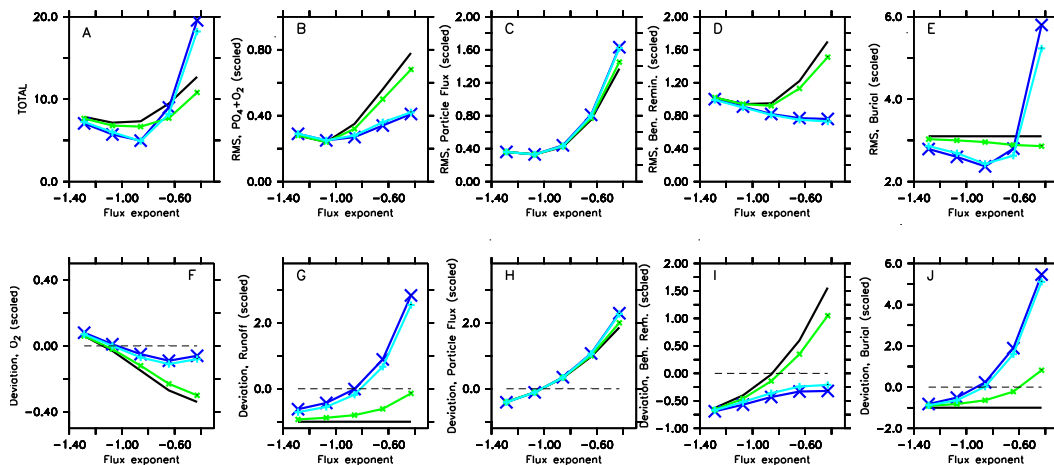 A
TOTAL
20.0
10.0
0.0
−1.40 −1.00 −0.60
Flux exponent
B
RMS, PO4+O2 (scaled)
0.80
0.40
0.00
−1.40 −1.00 −0.60
Flux exponent
C
RMS, Particle Flux (scaled)
2.00
1.60
1.20
0.80
0.40
0.00
−1.40 −1.00 −0.60
Flux exponent
D
RMS, Ben. Remin. (scaled)
2.00
1.60
1.20
0.80
0.40
0.00
−1.40 −1.00 −0.60
Flux exponent
E
RMS, Burial (scaled)
6.0
4.0
2.0
−1.40 −1.00 −0.60
Flux exponent
F
Deviation, O2 (scaled)
0.40
0.00
−0.40
−1.40 −1.00 −0.60
Flux exponent
G
Deviation, Runoff (scaled)
2.0
0.0
−1.40 −1.00 −0.60
Flux exponent
H
Deviation, Particle Flux (scaled)
2.0
0.0
−1.40 −1.00 −0.60
Flux exponent
I
Deviation, Ben. Rem. (scaled)
2.00
1.50
1.00
0.50
0.00
−0.50
−1.00
−1.40 −1.00 −0.60
Flux exponent
J
Deviation, Burial (scaled)
6.0
4.0
2.0
0.0
−2.0
−1.40 −1.00 −0.60
Flux exponent